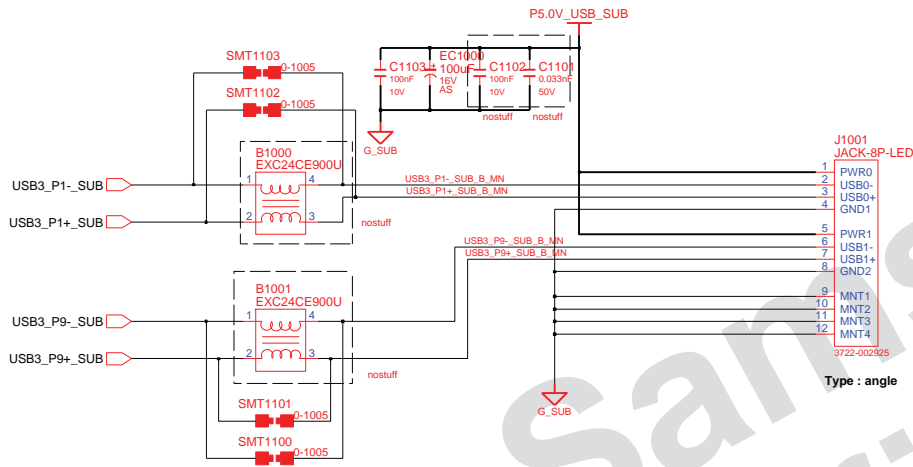 P5.0V_USB_SUB
SMT1103
0-1005
SMT1102
0-1005
C1103
100nF
10V
EC1000
100uF
16V
AS
C1102
100nF
10V
C1101
0.033nF
50V
nostuff
nostuff
G_SUB
B1000
EXC24CE900U
1
4
2
3
nostuff
USB3_P1-_SUB
USB3_P1+_SUB
USB3_P1-_SUB_B_MN
USB3_P1+_SUB_B_MN
J1001
JACK-8P-LED
1 PWR0
2 USB0-
3 USB0+
4 GND1
5 PWR1
6 USB1-
7 USB1+
8 GND2
9 MNT1
10 MNT2
11 MNT3
12 MNT4
3722-002925
Type : angle
USB3_P9-_SUB_B_MN
USB3_P9+_SUB_B_MN
B1001
EXC24CE900U
1
4
2
3
nostuff
USB3_P9-_SUB
USB3_P9+_SUB
SMT1101
0-1005
SMT1100
0-1005
G_SUB
Sams